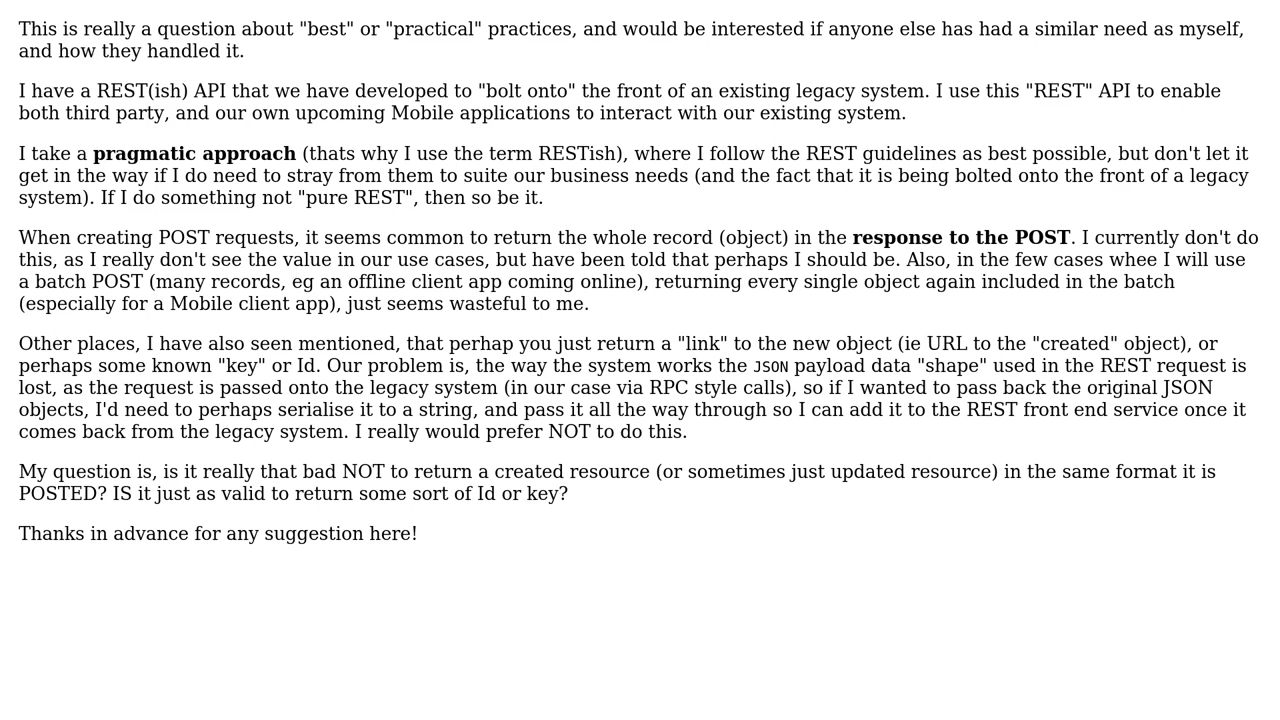 This is really a question about "best" or "practical" practices, and would be interested if anyone else has had a similar need as myself,
and how they handled it.
I have a REST(ish) API that we have developed to "bolt onto" the front of an existing legacy system. I use this "REST" API to enable
both third party, and our own upcoming Mobile applications to interact with our existing system.
I take a pragmatic approach (thats why I use the term RESTish), where I follow the REST guidelines as best possible, but don't let it
get in the way if I do need to stray from them to suite our business needs (and the fact that it is being bolted onto the front of a legacy
system). If I do something not "pure REST", then so be it.
When creating POST requests, it seems common to return the whole record (object) in the response to the POST. I currently don't do
this, as I really don't see the value in our use cases, but have been told that perhaps I should be. Also, in the few cases whee I will use
a batch POST (many records, eg an offline client app coming online), returning every single object again included in the batch
(especially for a Mobile client app), just seems wasteful to me.
Other places, I have also seen mentioned, that perhap you just return a "link" to the new object (ie URL to the "created" object), or
perhaps some known "key" or Id. Our problem is, the way the system works the JSON payload data "shape" used in the REST request is
lost, as the request is passed onto the legacy system (in our case via RPC style calls), so if I wanted to pass back the original JSON
objects, I'd need to perhaps serialise it to a string, and pass it all the way through so I can add it to the REST front end service once it
comes back from the legacy system. I really would prefer NOT to do this.
My question is, is it really that bad NOT to return a created resource (or sometimes just updated resource) in the same format it is
POSTED? IS it just as valid to return some sort of Id or key?
Thanks in advance for any suggestion here!